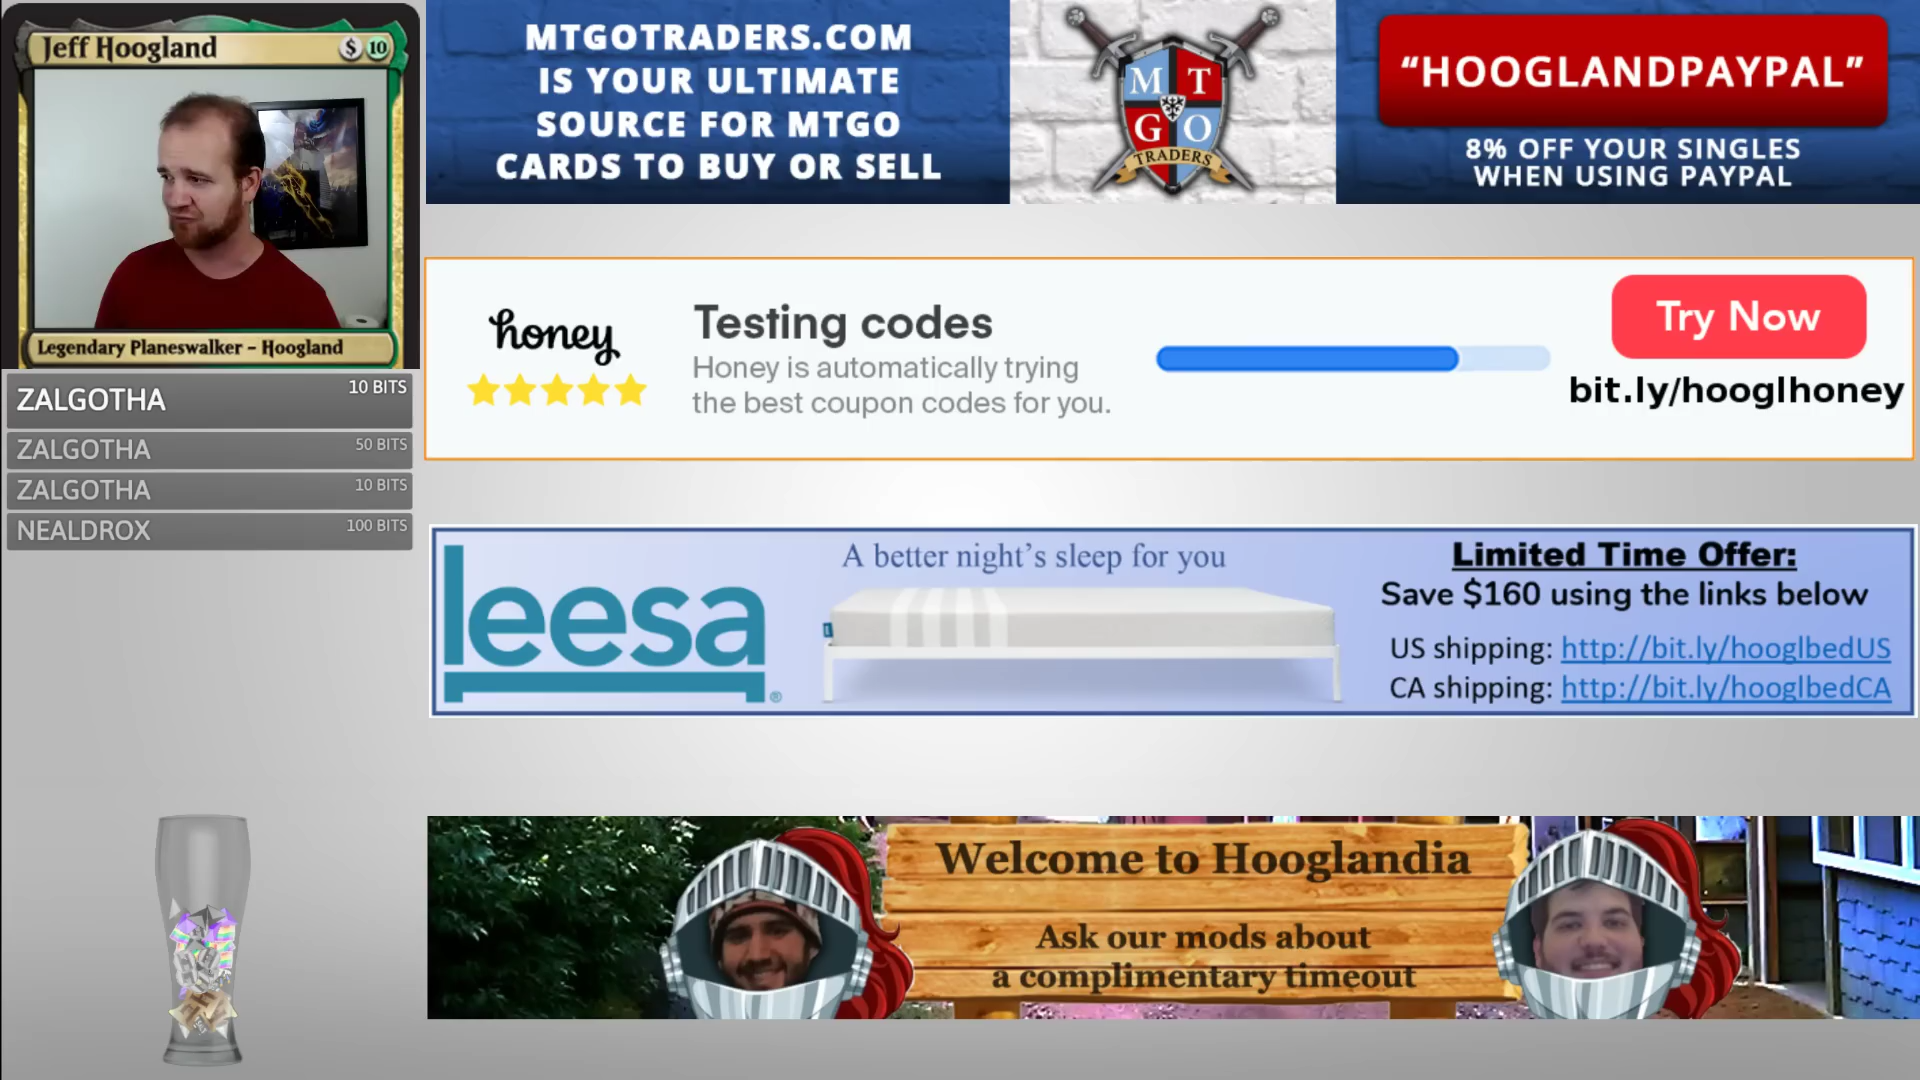 Jeff Hoogland $ 10
Legendary Planeswalker – Hoogland
ZALGOTHA 10 BITS
ZALGOTHA 50 BITS
ZALGOTHA 10 BITS
NEALDROX 100 BITS
MTGOTRADERS.COM
IS YOUR ULTIMATE
SOURCE FOR MTGO
CARDS TO BUY OR SELL
M T
G O
TRADERS
“HOOGLANDPAYPAL”
8% OFF YOUR SINGLES
WHEN USING PAYPAL
honey
Testing codes
Honey is automatically trying
the best coupon codes for you.
Try Now
bit.ly/hooglhoney
leesa®
A better night’s sleep for you
Limited Time Offer:
Save $160 using the links below
US shipping: http://bit.ly/hooglbedUS
CA shipping: http://bit.ly/hooglbedCA
Welcome to Hooglandia
Ask our mods about
a complimentary timeout